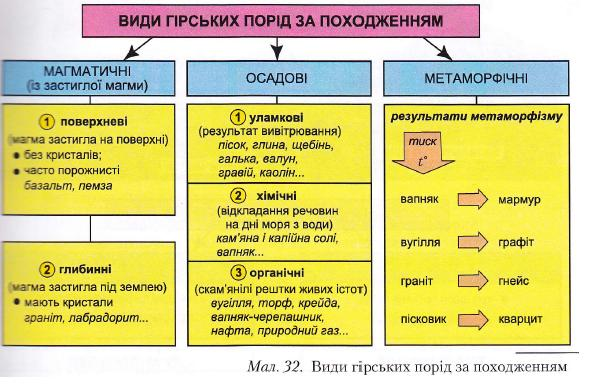 ВИДИ ГІРСЬКИХ ПОРІД ЗА ПОХОДЖЕННЯМ
МАГМАТИЧНІ
(із застиглої магми)
1 поверхневі
(магма застигла на поверхні)
● без кристалів;
● часто порожнисті
базальт, пемза
2 глибинні
(магма застигла під землею)
● мають кристали
граніт, лабрадорит...
ОСАДОВІ
1 уламкові
(результат вивітрювання)
пісок, глина, щебінь,
галька, валун,
гравій, каолін...
2 хімічні
(відкладання речовин
на дні моря з води)
кам'яна і калійна солі,
вапняк...
3 органічні
(скам'янілі рештки живих істот)
вугілля, торф, крейда,
вапняк-черепашник,
нафта, природний газ...
МЕТАМОРФІЧНІ
результати метаморфізму
тиск
t°
вапняк мармур
вугілля графіт
граніт гнейс
пісковик кварцит
Мал. 32. Види гірських порід за походженням